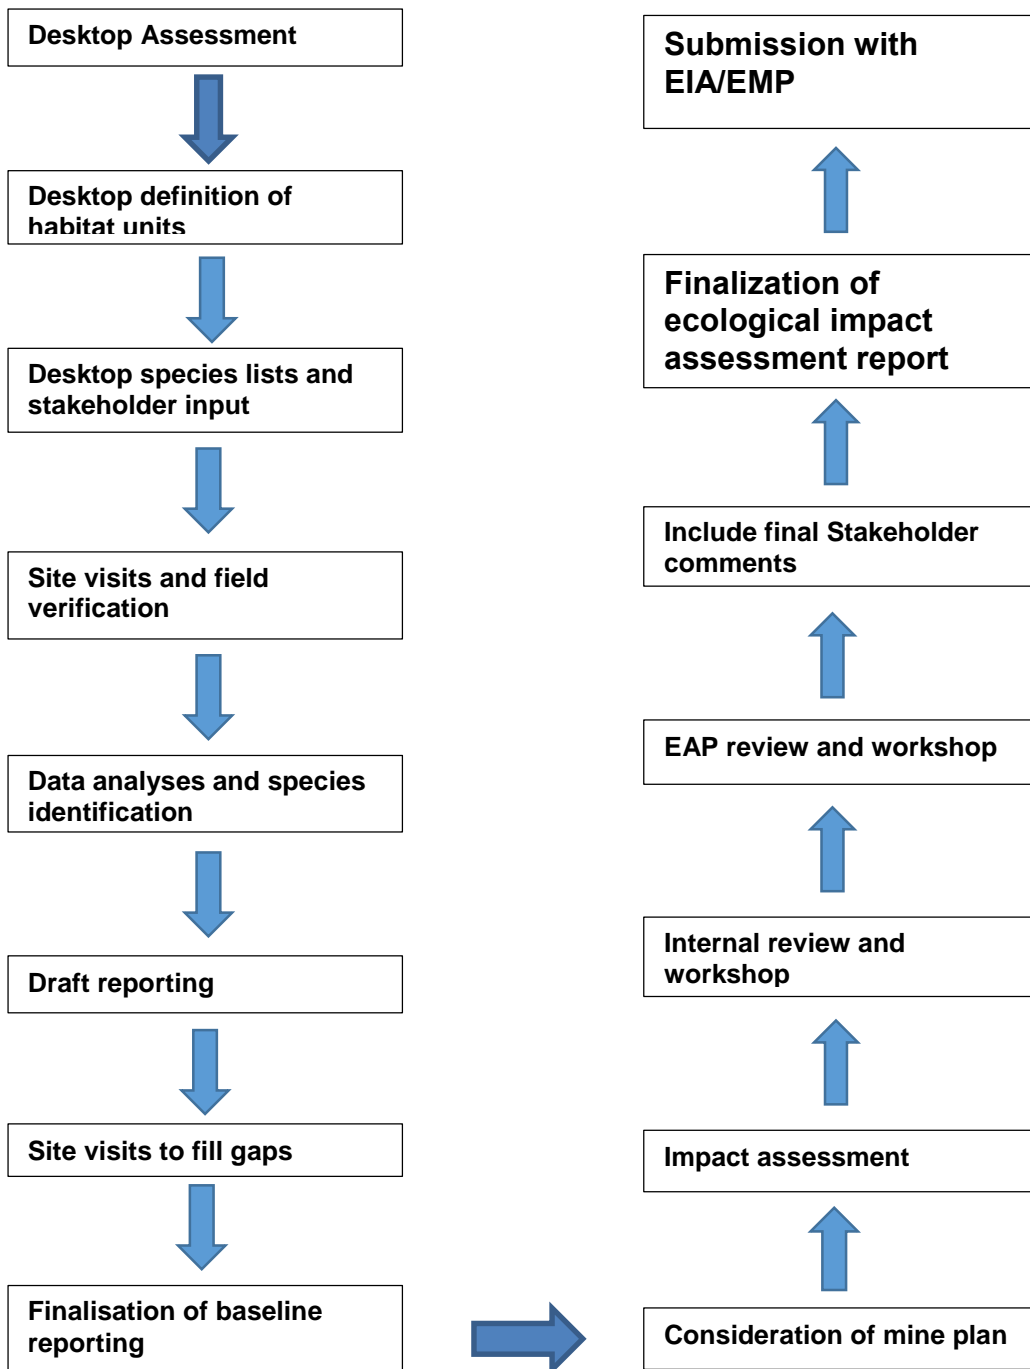 Desktop Assessment
Desktop definition of
habitat units
Desktop species lists and
stakeholder input
Site visits and field
verification
Data analyses and species
identification
Draft reporting
Site visits to fill gaps
Finalisation of baseline
reporting
Consideration of mine plan
Impact assessment
Internal review and
workshop
EAP review and workshop
Include final Stakeholder
comments
Finalization of
ecological impact
assessment report
Submission with
EIA/EMP